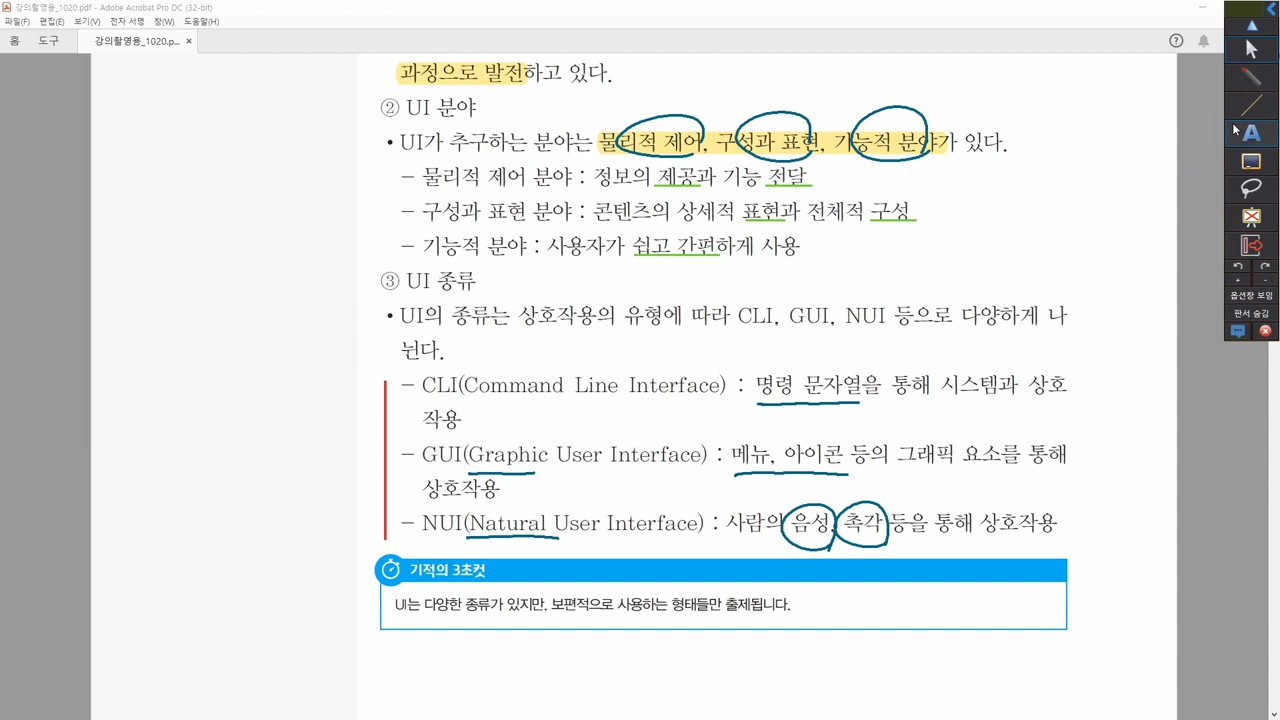 강의촬영용_1020.pdf - Adobe Acrobat Pro DC (32-bit)
파일(F) 편집(E) 보기(V) 전자 서명 창(W) 도움말(H)
홈 도구 강의촬영용_1020.p... ×
과정으로 발전하고 있다.
② UI 분야
• UI가 추구하는 분야는 물리적 제어, 구성과 표현, 기능적 분야가 있다.
– 물리적 제어 분야 : 정보의 제공과 기능 전달
– 구성과 표현 분야 : 콘텐츠의 상세적 표현과 전체적 구성
– 기능적 분야 : 사용자가 쉽고 간편하게 사용
③ UI 종류
• UI의 종류는 상호작용의 유형에 따라 CLI, GUI, NUI 등으로 다양하게 나
뉜다.
– CLI(Command Line Interface) : 명령 문자열을 통해 시스템과 상호
작용
– GUI(Graphic User Interface) : 메뉴, 아이콘 등의 그래픽 요소를 통해
상호작용
– NUI(Natural User Interface) : 사람의 음성, 촉각 등을 통해 상호작용
기적의 3초컷
UI는 다양한 종류가 있지만, 보편적으로 사용하는 형태들만 출제됩니다.
A
+ -
옵션장 보임
판서 숨김